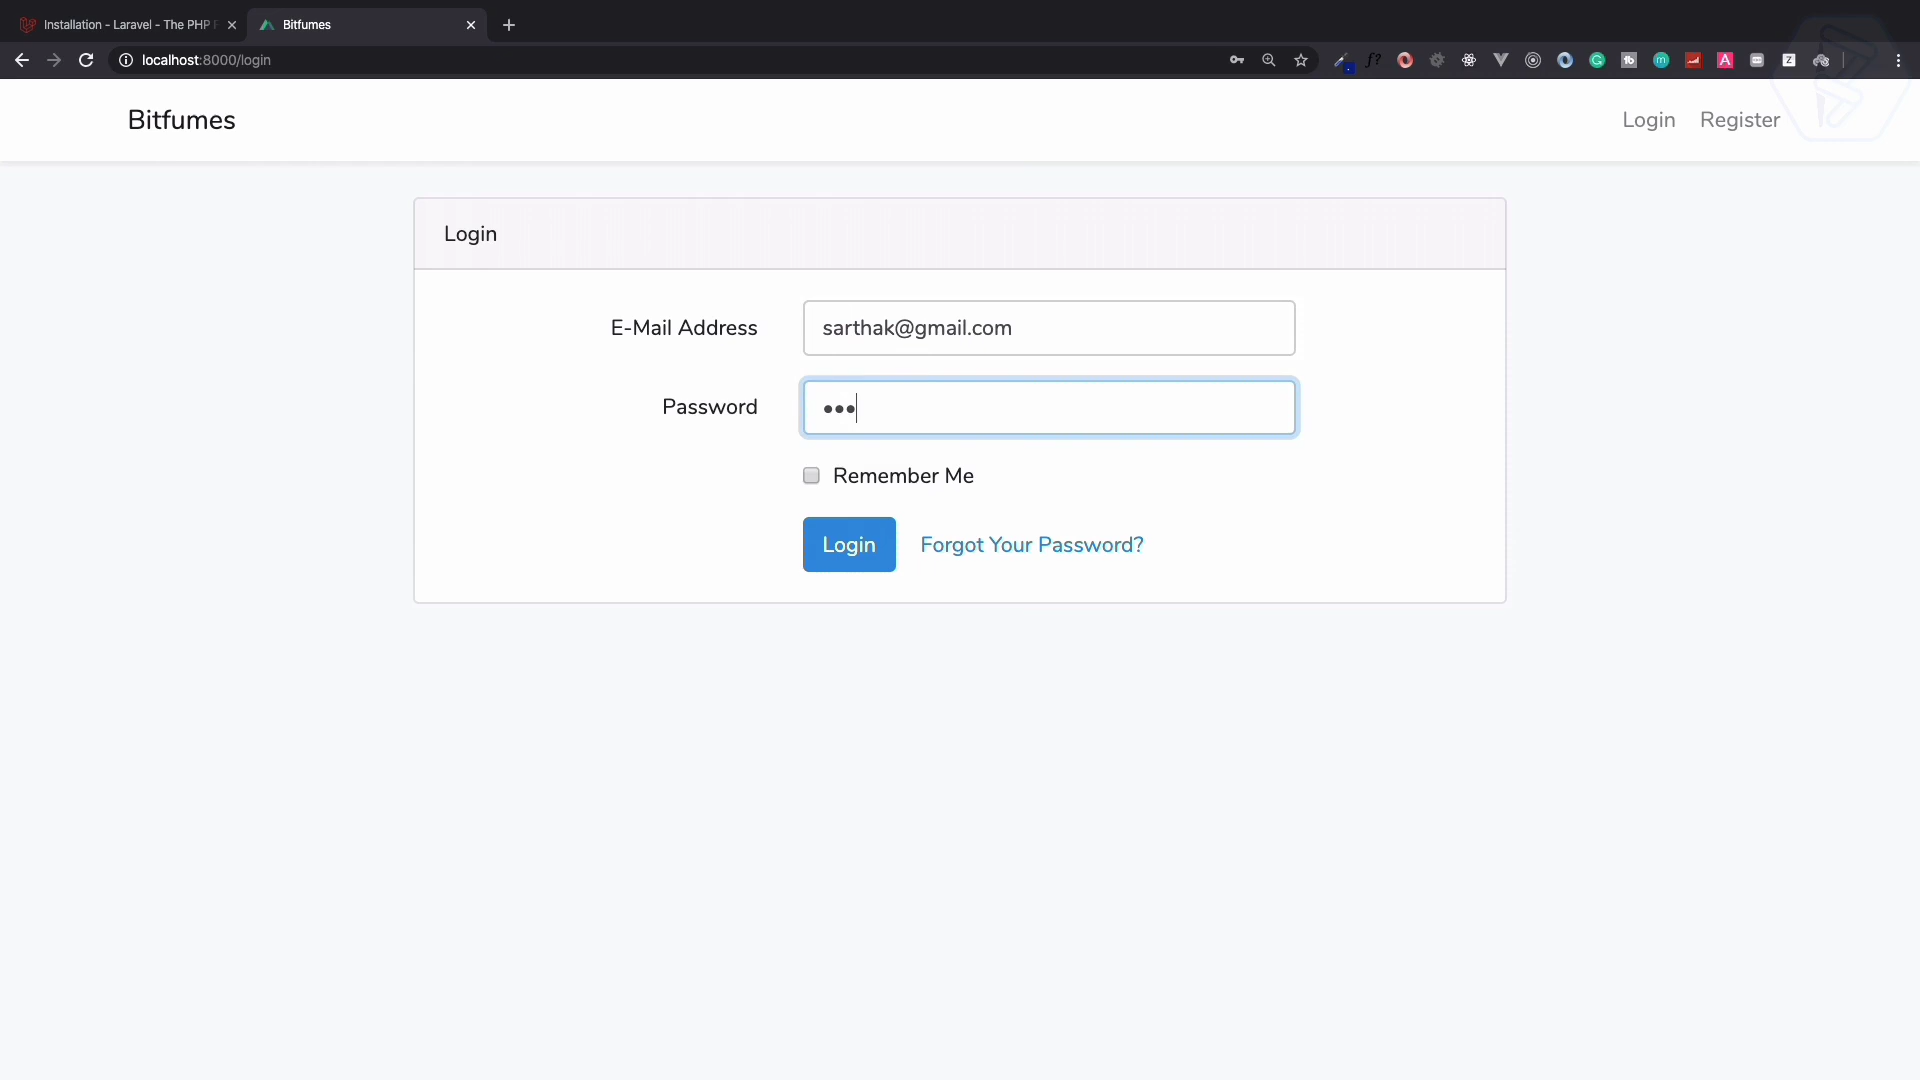 Installation - Laravel - The PHP F
Bitfumes
localhost:8000/login
Bitfumes
Login
Register
Login
E-Mail Address
sarthak@gmail.com
Password
Remember Me
Login
Forgot Your Password?